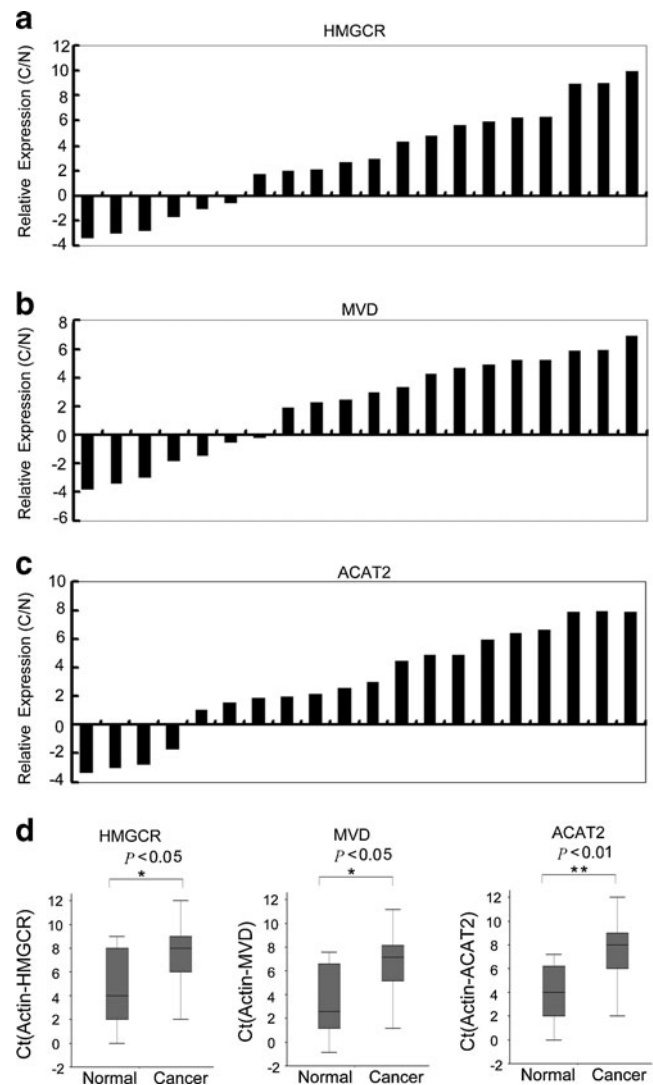 a
HMGCR
Relative Expression (C/N)
12
10
8
6
4
2
0
-2
-4
b
MVD
Relative Expression (C/N)
8
6
4
2
0
-2
-4
-6
c
ACAT2
Relative Expression (C/N)
10
8
6
4
2
0
-2
-4
d
HMGCR
P<0.05
*
Ct(Actin-HMGCR)
12
10
8
6
4
2
0
-2
Normal Cancer
MVD
P<0.05
*
Ct(Actin-MVD)
12
10
8
6
4
2
0
-2
Normal Cancer
ACAT2
P<0.01
**
Ct(Actin-ACAT2)
12
10
8
6
4
2
0
-2
Normal Cancer